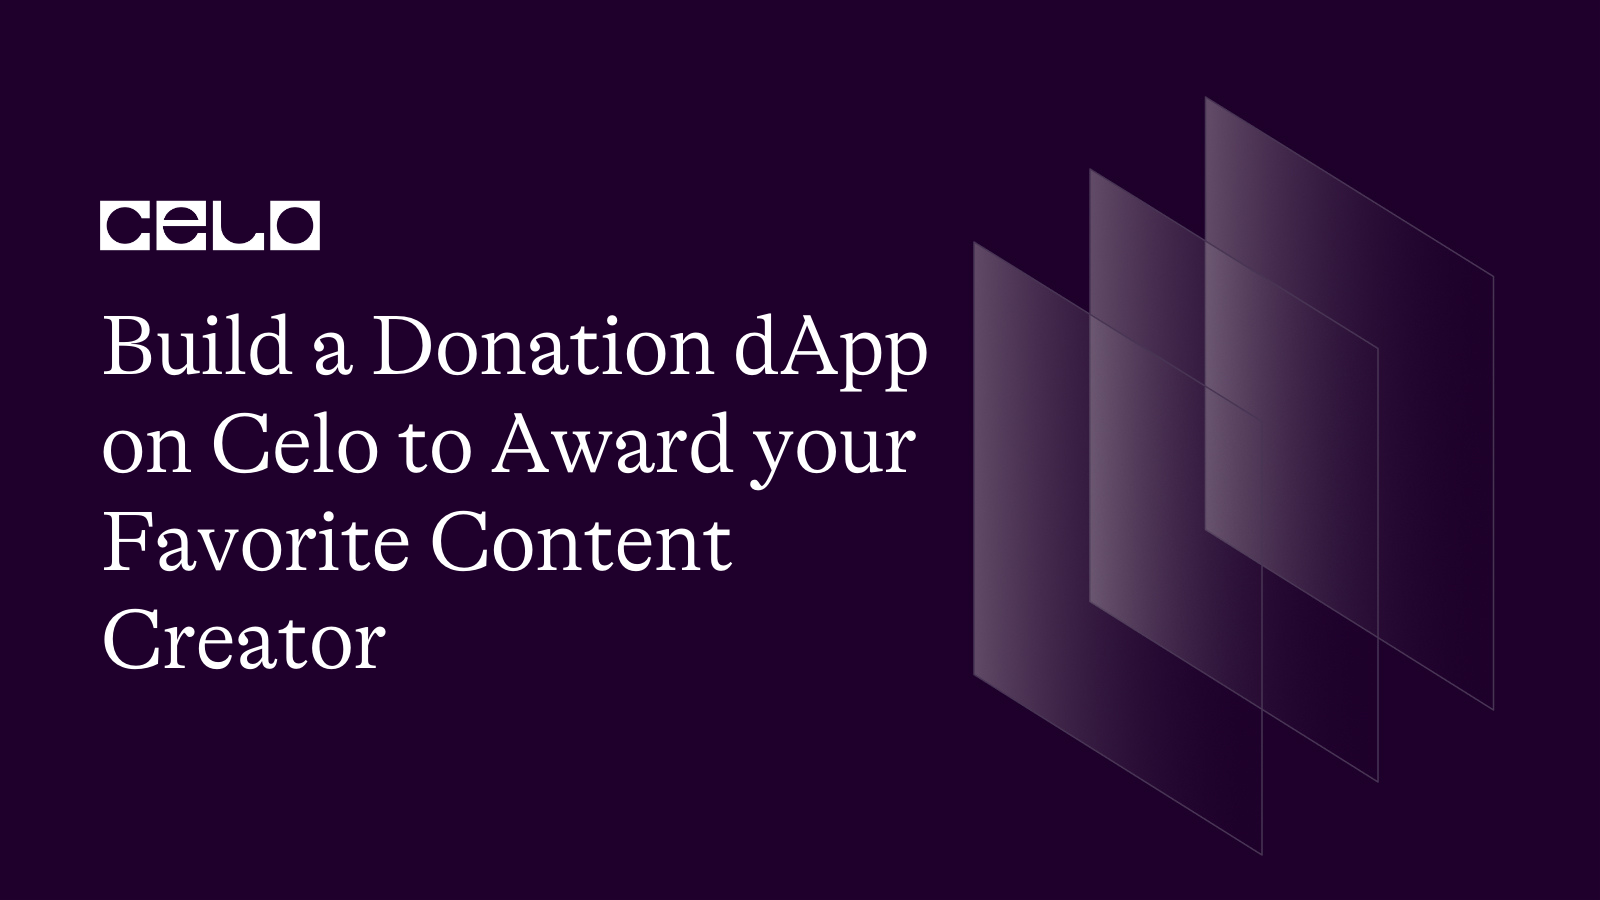 CELO
Build a Donation dApp
on Celo to Award your
Favorite Content
Creator